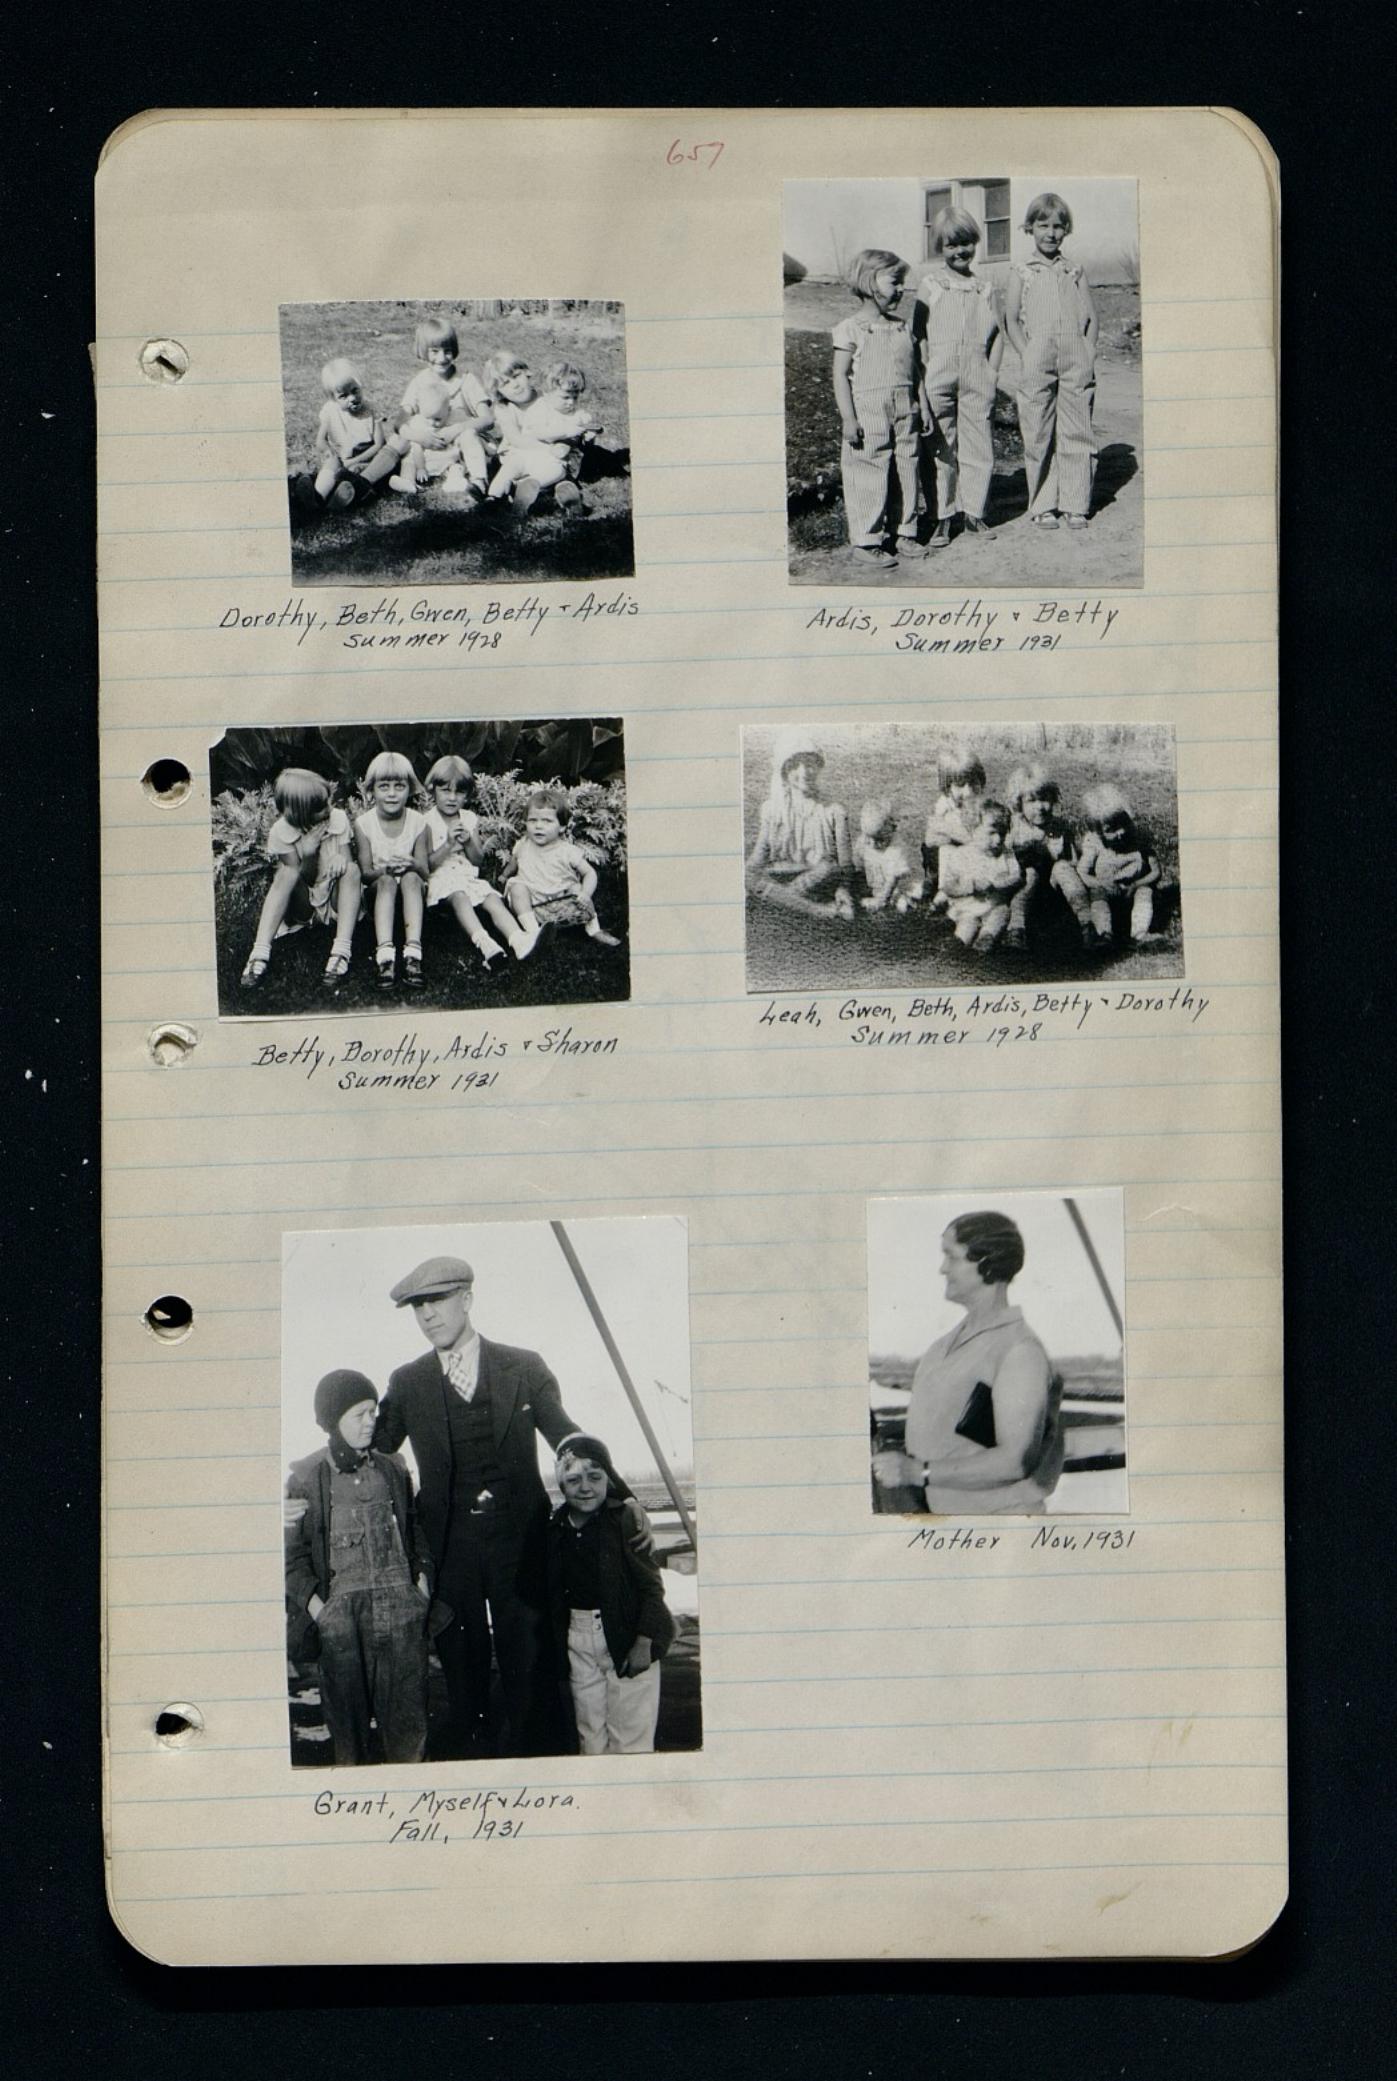 657
Dorothy, Beth, Gwen, Betty & Ardis
Summer 1928
Ardis, Dorothy & Betty
Summer 1931
Betty, Dorothy, Ardis & Sharon
Summer 1931
Leah, Gwen, Beth, Ardis, Betty & Dorothy
Summer 1928
Mother Nov, 1931
Grant, Myself & Lora.
Fall, 1931